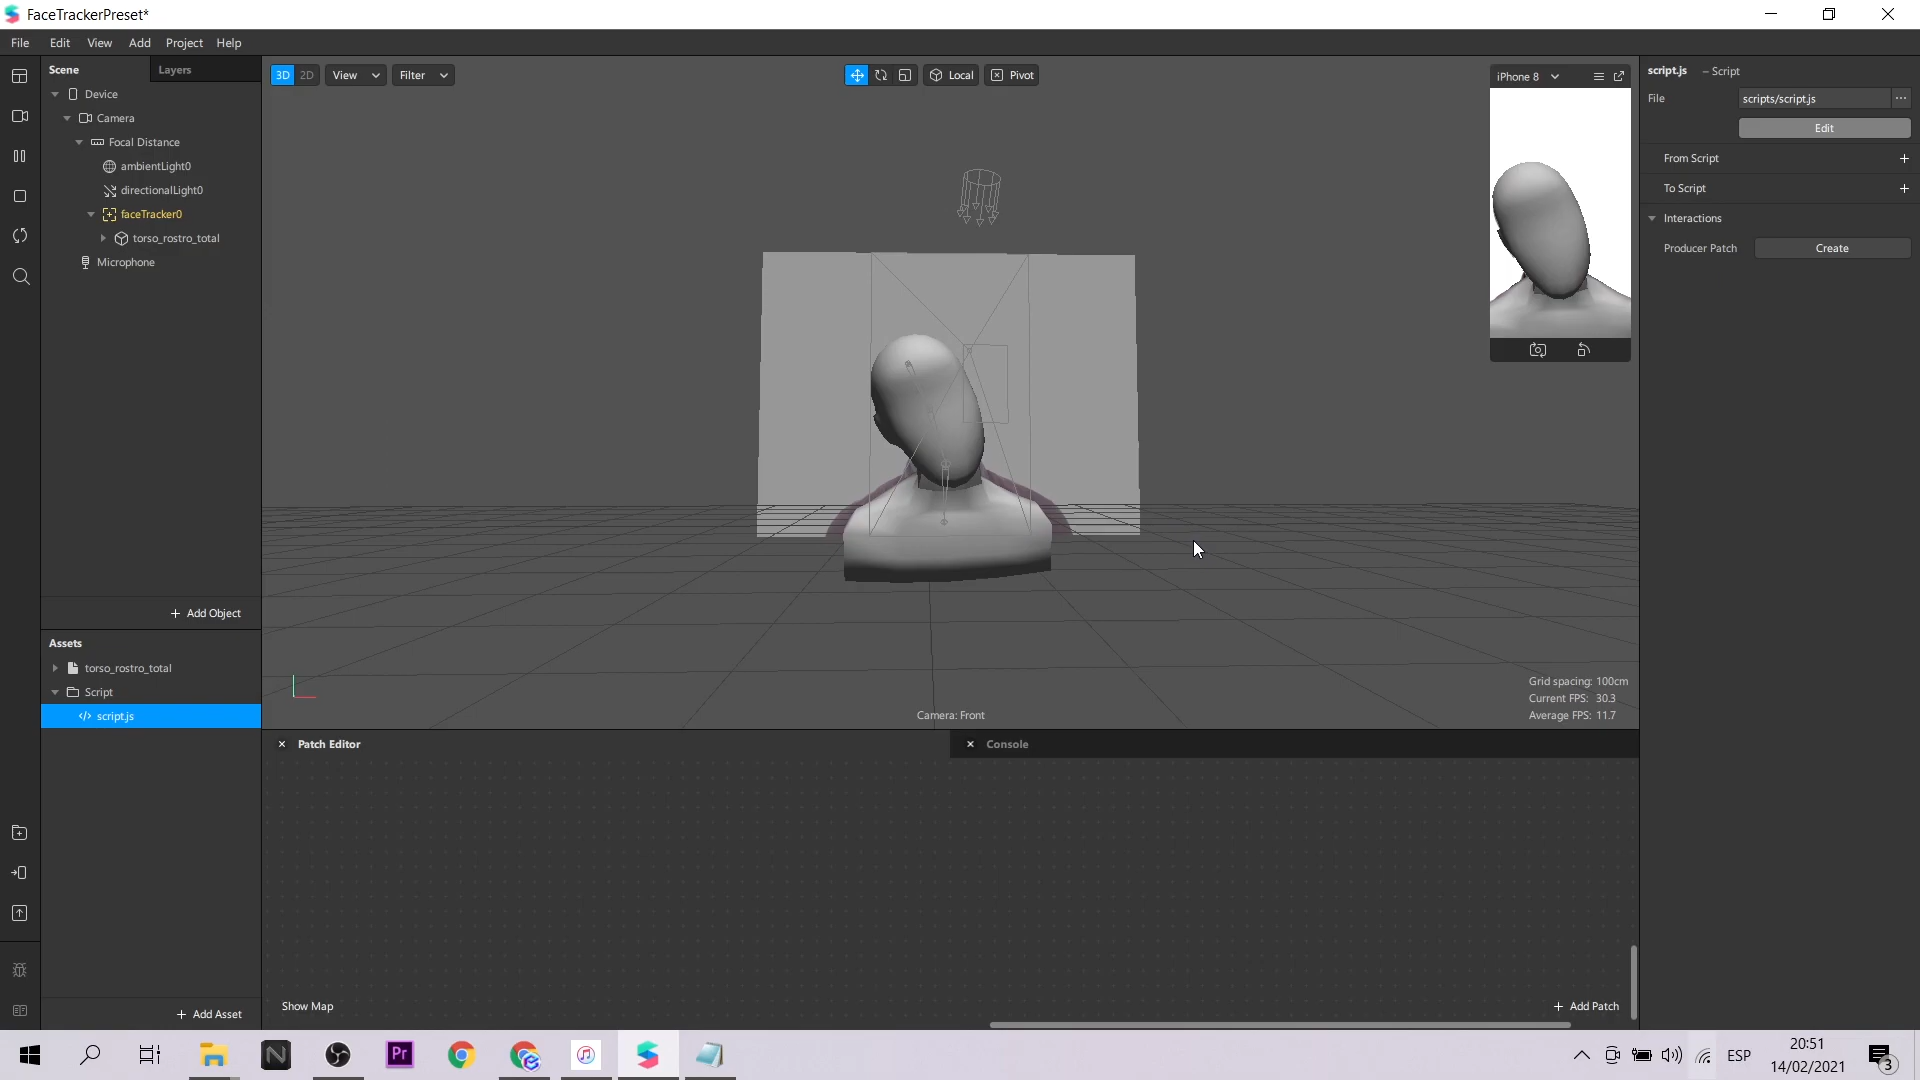 FaceTrackerPreset*
File Edit View Add Project Help
Scene Layers
Device
Camera
Focal Distance
ambientLight0
directionalLight0
faceTracker0
torso_rostro_total
Microphone
+ Add Object
Assets
torso_rostro_total
Script
script.js
+ Add Asset
3D 2D View Filter Local Pivot
iPhone 8
Grid spacing: 100cm
Current FPS: 30.3
Average FPS: 11.7
Camera: Front
Patch Editor
Console
Show Map
+ Add Patch
script.js – Script
File scripts/script.js
Edit
From Script +
To Script +
Interactions
Producer Patch Create
N Pr ESP
20:51
14/02/2021
3